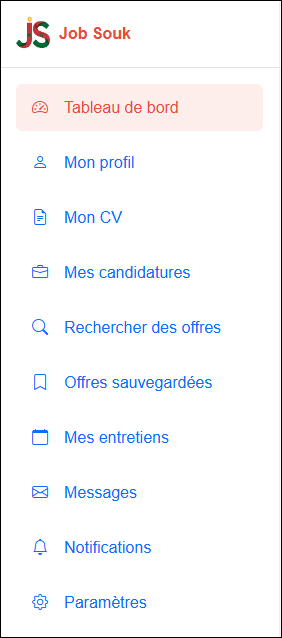 JS Job Souk
Tableau de bord
Mon profil
Mon CV
Mes candidatures
Rechercher des offres
Offres sauvegardées
Mes entretiens
Messages
Notifications
Paramètres